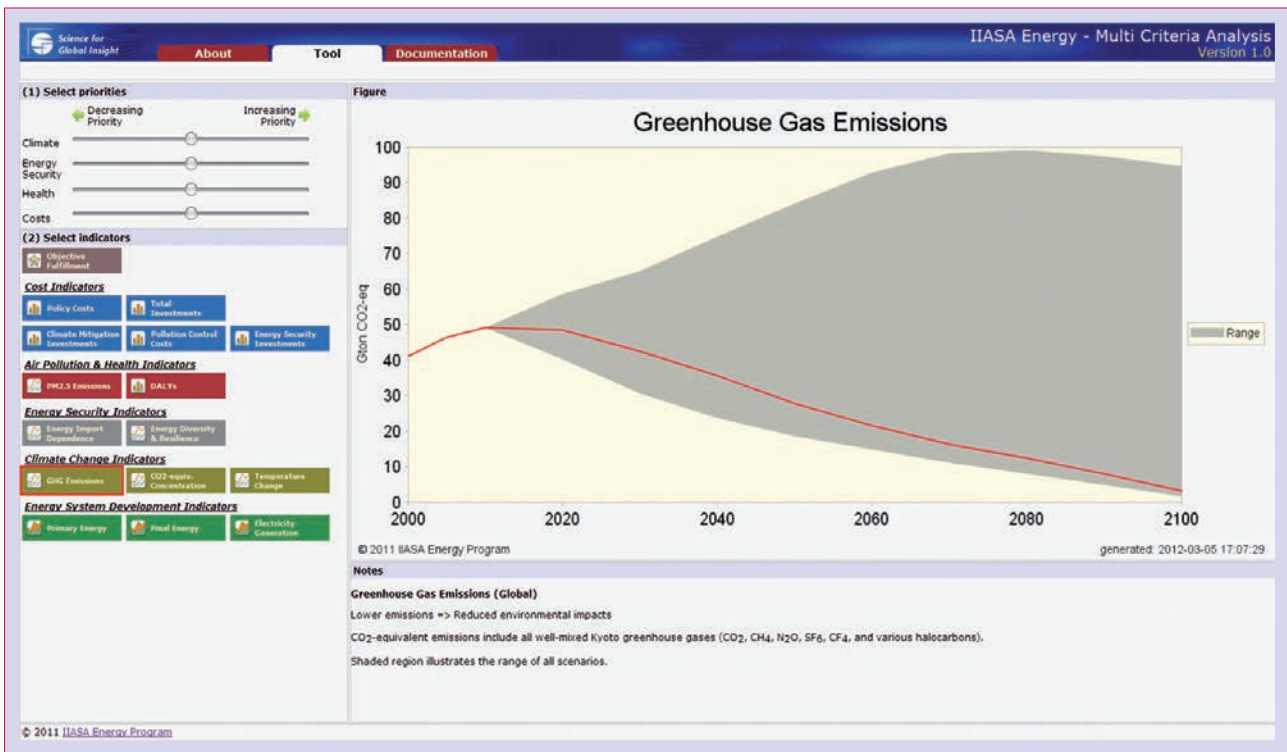 Science for
Global Insight
About
Tool
Documentation
IIASA Energy - Multi Criteria Analysis
Version 1.0
(1) Select priorities
Decreasing
Priority
Increasing
Priority
Climate
Energy
Security
Health
Costs
(2) Select indicators
Objective
Fulfillment
Cost Indicators
Policy Costs
Total
Investments
Climate Mitigation
Investments
Pollution Control
Costs
Energy Security
Investments
Air Pollution & Health Indicators
PM2.5 Emissions
DALYs
Energy Security Indicators
Energy Import
Dependence
Energy Diversity
& Resilience
Climate Change Indicators
GHG Emissions
CO2-equiv.
Concentration
Temperature
Change
Energy System Development Indicators
Primary Energy
Final Energy
Electricity
Generation
Figure
Greenhouse Gas Emissions
Gton CO2-eq
100
90
80
70
60
50
40
30
20
10
0
2000
2020
2040
2060
2080
2100
Range
© 2011 IIASA Energy Program
generated: 2012-03-05 17:07:29
Notes
Greenhouse Gas Emissions (Global)
Lower emissions => Reduced environmental impacts
CO2-equivalent emissions include all well-mixed Kyoto greenhouse gases (CO2, CH4, N2O, SF6, CF4, and various halocarbons).
Shaded region illustrates the range of all scenarios.
© 2011 IIASA Energy Program